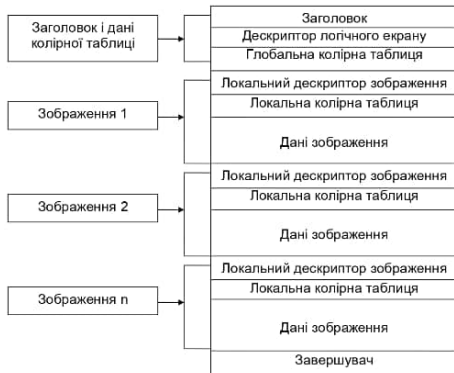 Заголовок і дані
колірної таблиці
Заголовок
Дескриптор логічного екрану
Глобальна колірна таблиця
Зображення 1
Локальний дескриптор зображення
Локальна колірна таблиця
Дані зображення
Зображення 2
Локальний дескриптор зображення
Локальна колірна таблиця
Дані зображення
Зображення n
Локальний дескриптор зображення
Локальна колірна таблиця
Дані зображення
Завершувач